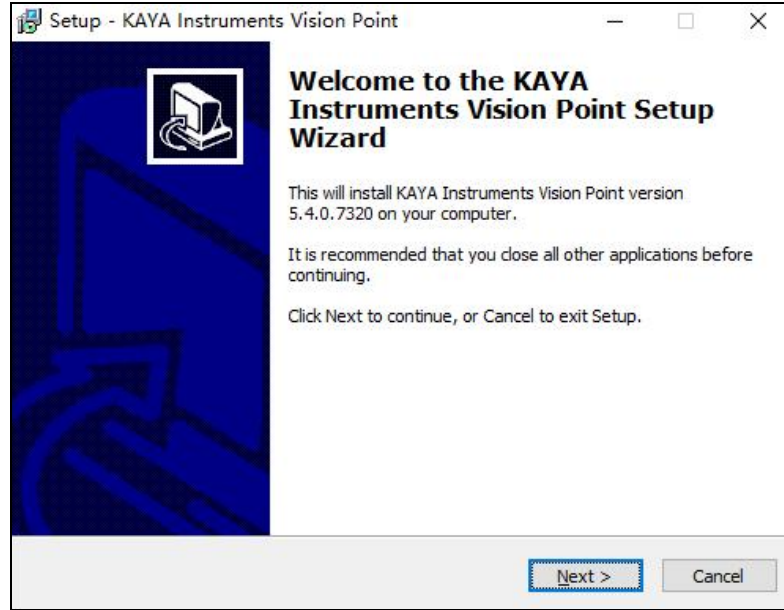 Setup - KAYA Instruments Vision Point
Welcome to the KAYA
Instruments Vision Point Setup
Wizard
This will install KAYA Instruments Vision Point version
5.4.0.7320 on your computer.
It is recommended that you close all other applications before
continuing.
Click Next to continue, or Cancel to exit Setup.
Next >
Cancel